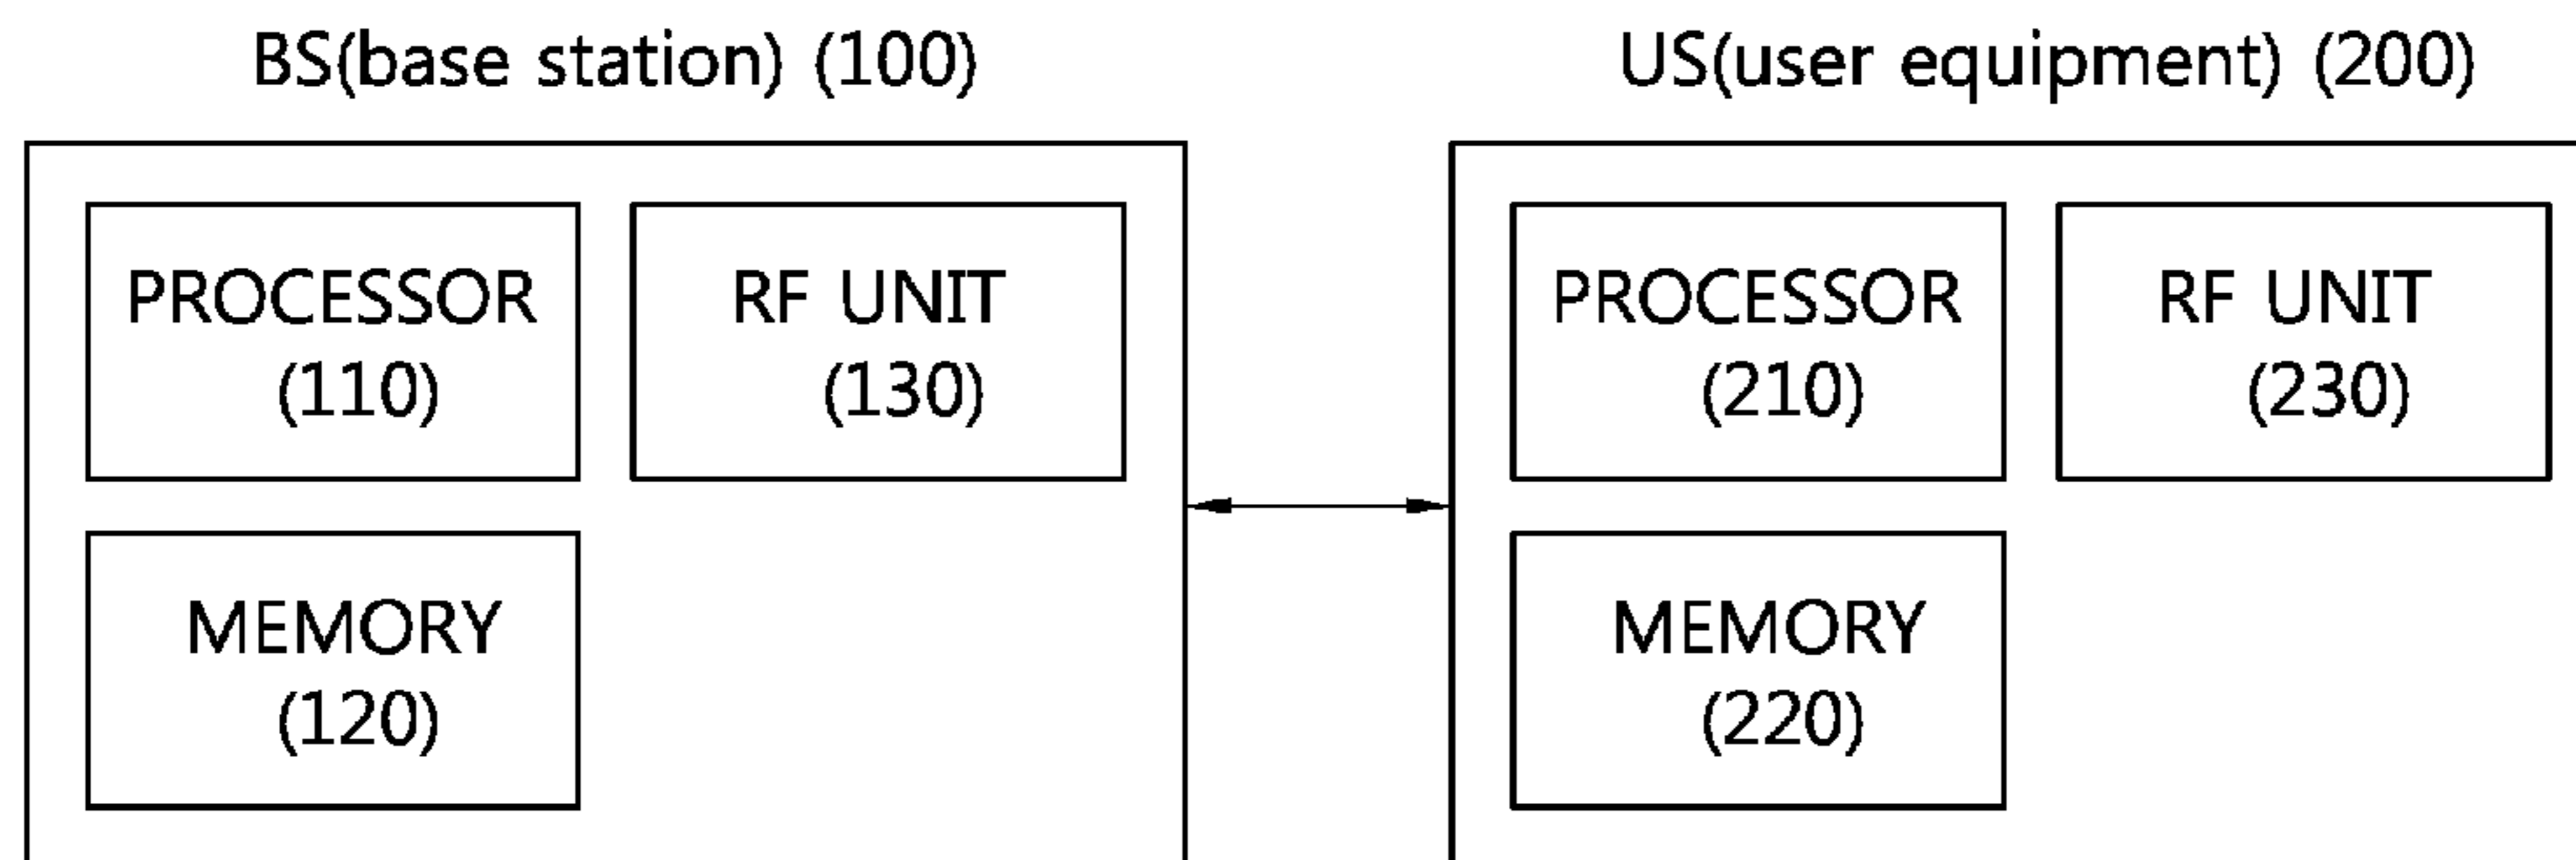 BS(base station) (100)
US(user equipment) (200)
PROCESSOR
(110)
RF UNIT
(130)
MEMORY
(120)
PROCESSOR
(210)
RF UNIT
(230)
MEMORY
(220)